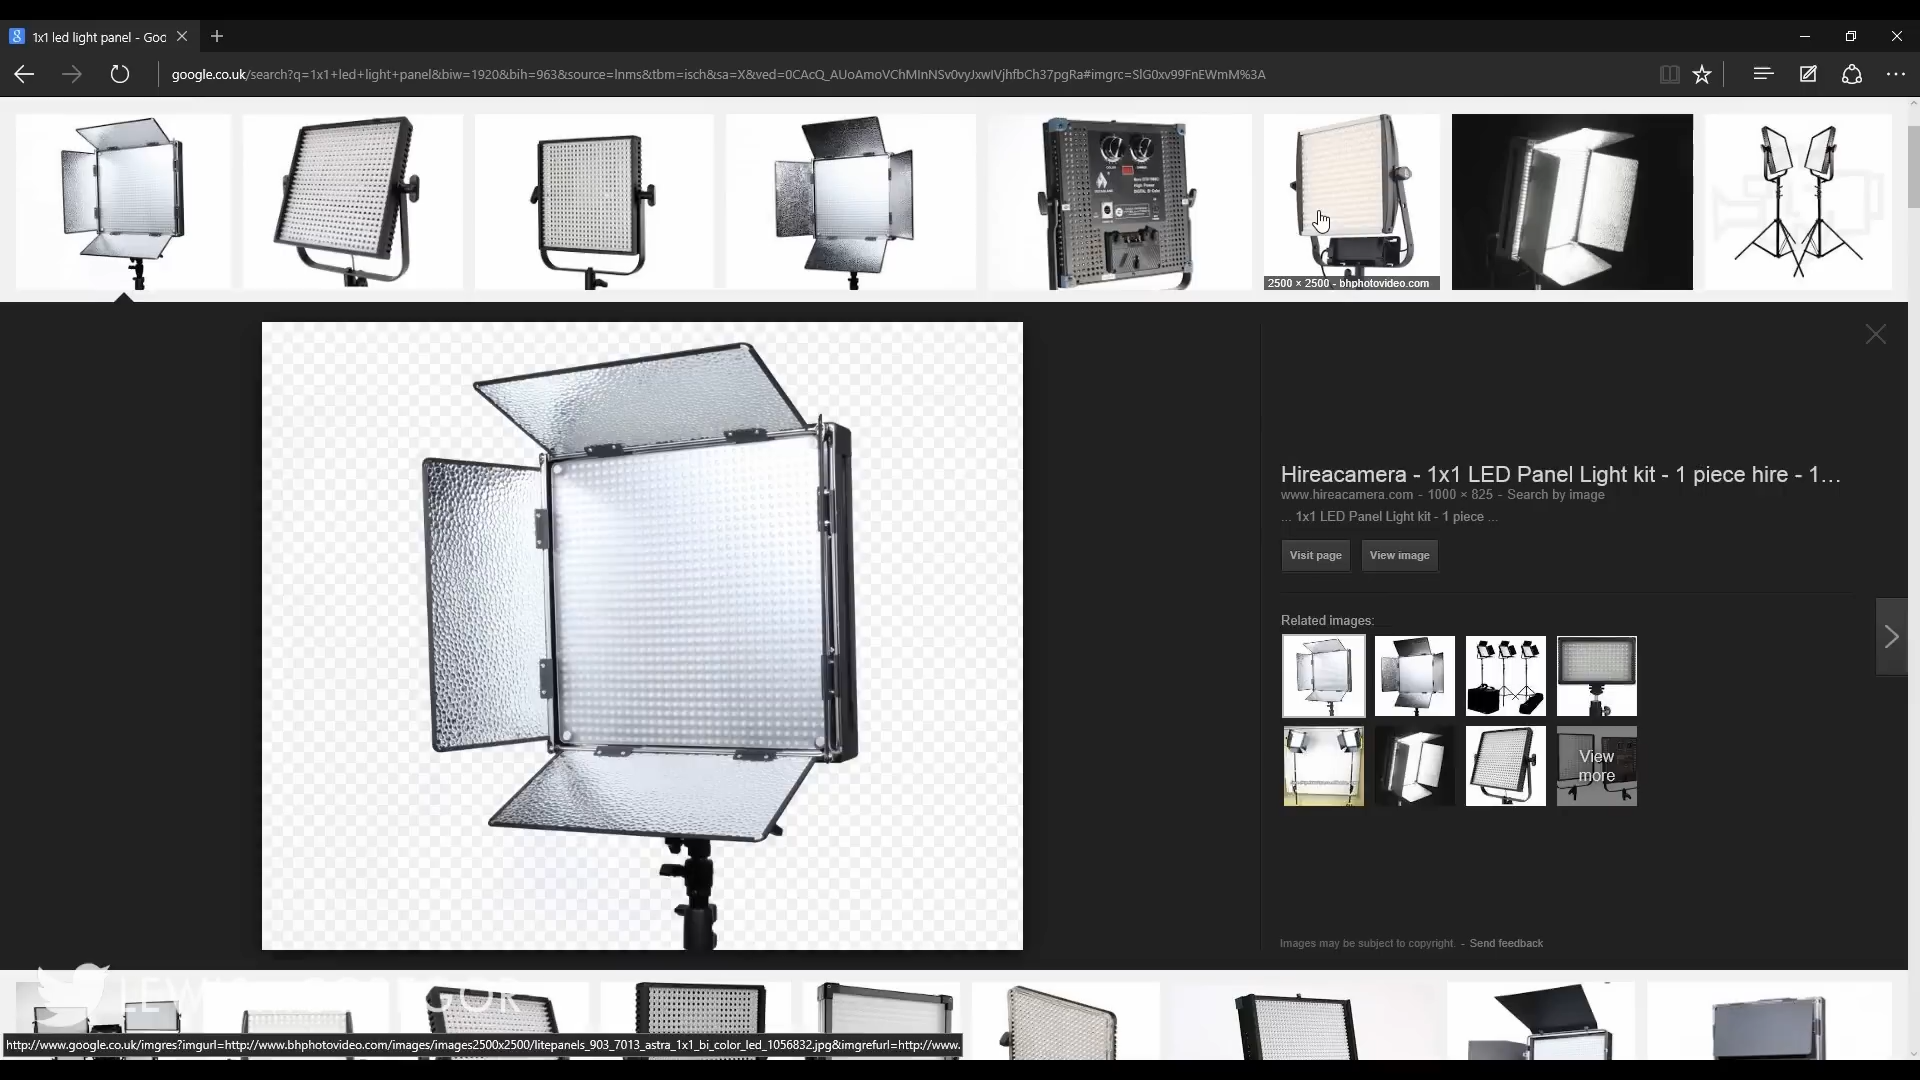 1x1 led light panel - Goo
google.co.uk/search?q=1x1+led+light+panel&biw=1920&bih=963&source=lnms&tbm=isch&sa=X&ved=0CAcQ_AUoAmoVChMInNSv0vyJxwIVjhfbCh37pgRa#imgrc=SlG0xv99FnEWmM%3A
2500 × 2500 - bhphotovideo.com
Hireacamera - 1x1 LED Panel Light kit - 1 piece hire - 1...
www.hireacamera.com - 1000 × 825 - Search by image
... 1x1 LED Panel Light kit - 1 piece ...
Visit page
View image
Related images:
View
more
Images may be subject to copyright. - Send feedback
http://www.google.co.uk/imgres?imgurl=http://www.bhphotovideo.com/images/images2500x2500/litepanels_903_7013_astra_1x1_bi_color_led_1056832.jpg&imgrefurl=http://www.